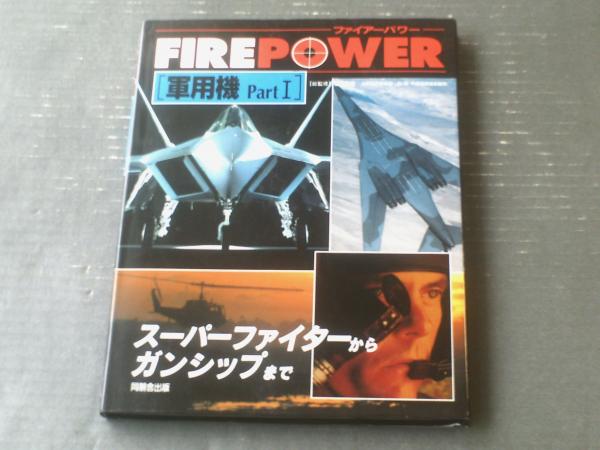 ファイアーパワー
FIREPOWER
[軍用機 Part I]
スーパーファイターから
ガンシップまで
同朋舎出版